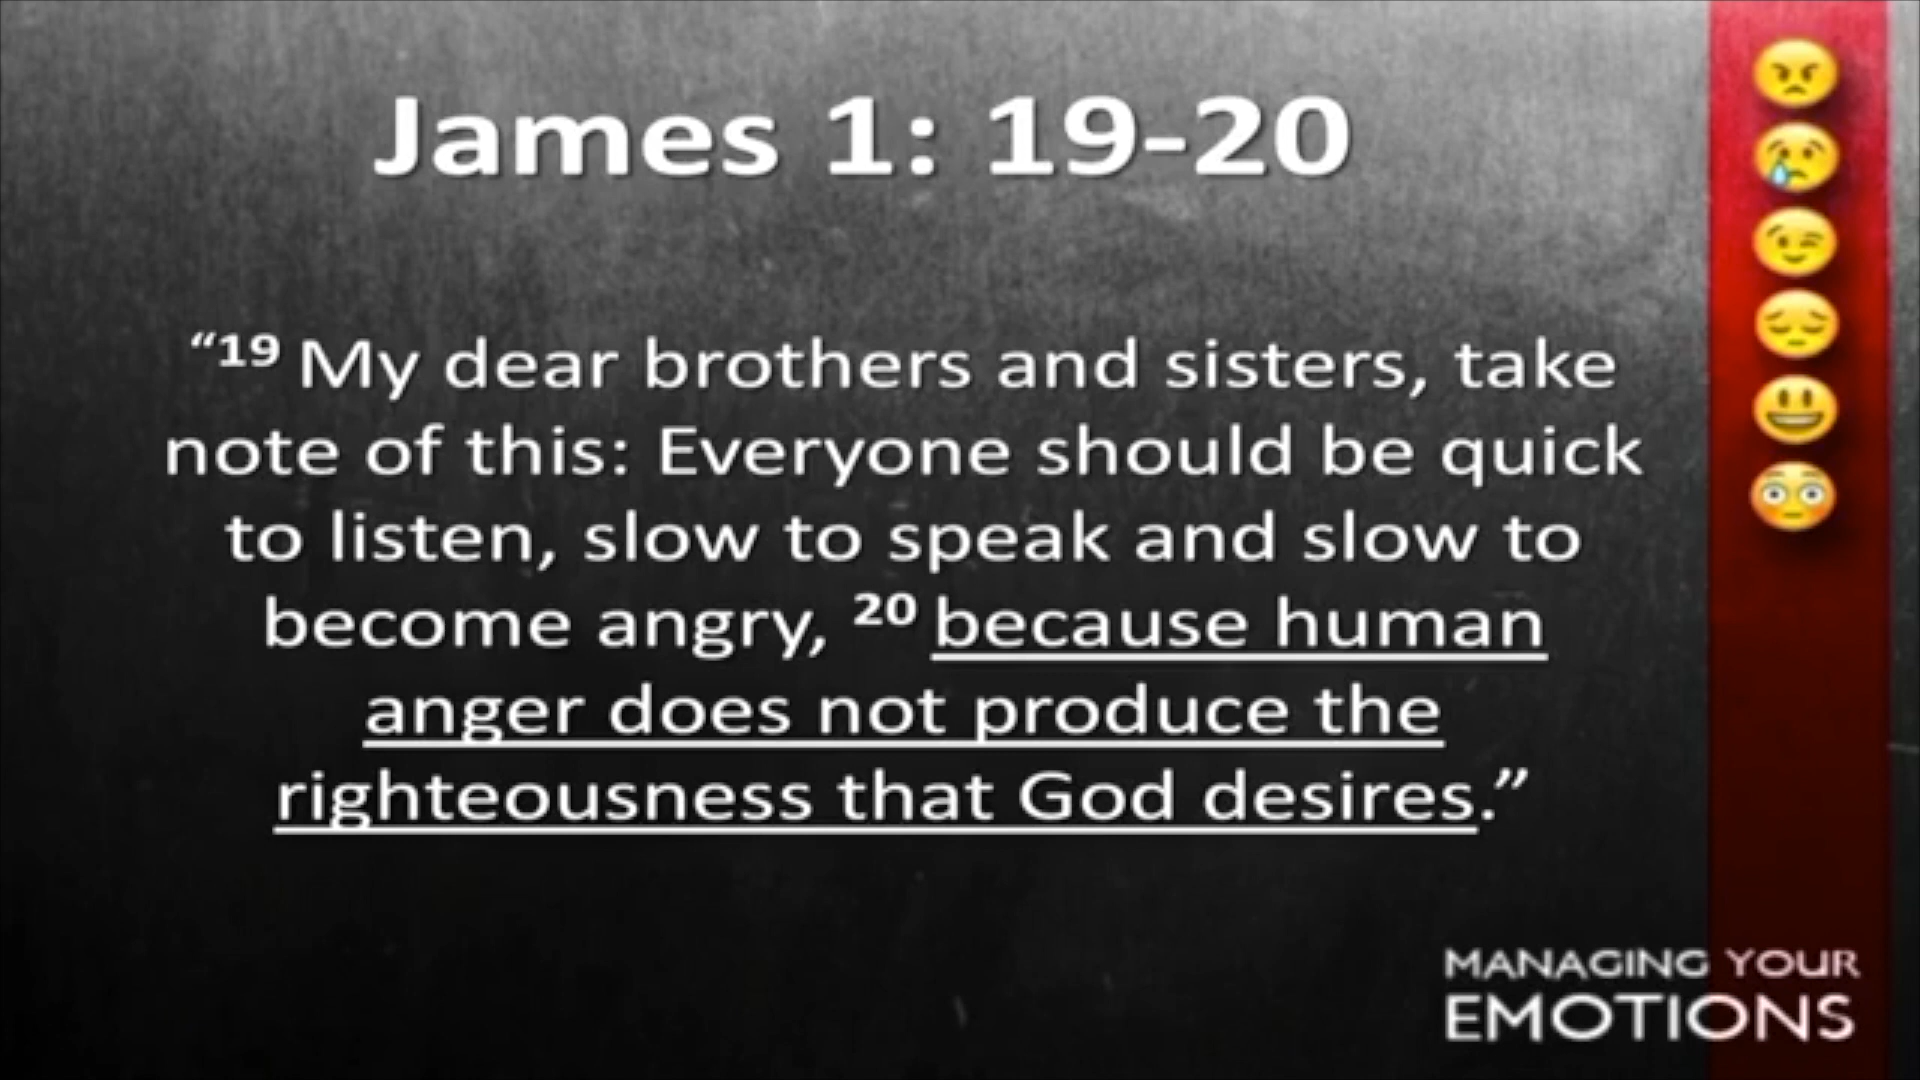 James 1: 19-20
“19 My dear brothers and sisters, take
note of this: Everyone should be quick
to listen, slow to speak and slow to
become angry, 20 because human
anger does not produce the
righteousness that God desires.”
MANAGING YOUR
EMOTIONS